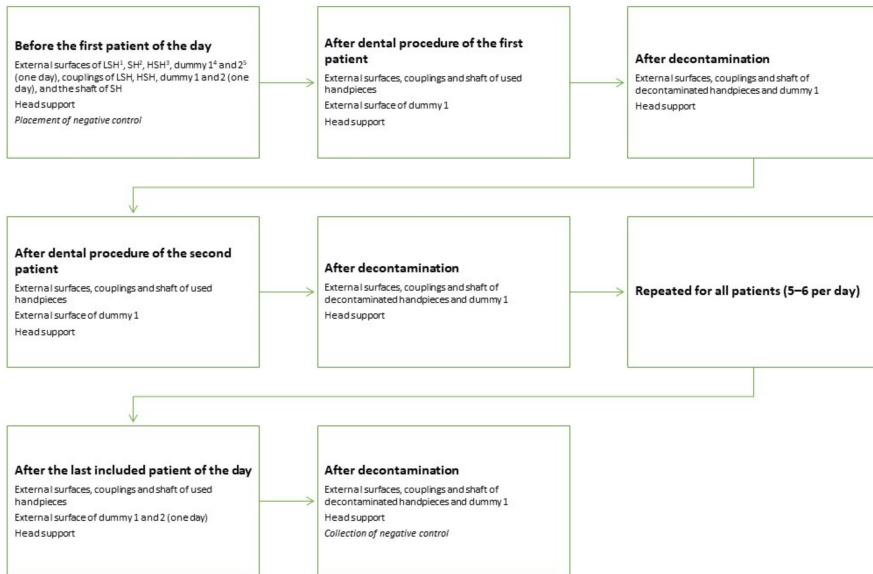 Before the first patient of the day
External surfaces of LSH¹, SH², HSH³, dummy 1⁴ and 2⁵
(one day), couplings of LSH, HSH, dummy 1 and 2 (one
day), and the shaft of SH
Head support
Placement of negative control
After dental procedure of the first
patient
External surfaces, couplings and shaft of used
handpieces
External surface of dummy 1
Head support
After decontamination
External surfaces, couplings and shaft of
decontaminated handpieces and dummy 1
Head support
After dental procedure of the second
patient
External surfaces, couplings and shaft of used
handpieces
External surface of dummy 1
Head support
After decontamination
External surfaces, couplings and shaft of
decontaminated handpieces and dummy 1
Head support
Repeated for all patients (5–6 per day)
After the last included patient of the day
External surfaces, couplings and shaft of used
handpieces
External surface of dummy 1 and 2 (one day)
Head support
After decontamination
External surfaces, couplings and shaft of
decontaminated handpieces and dummy 1
Head support
Collection of negative control